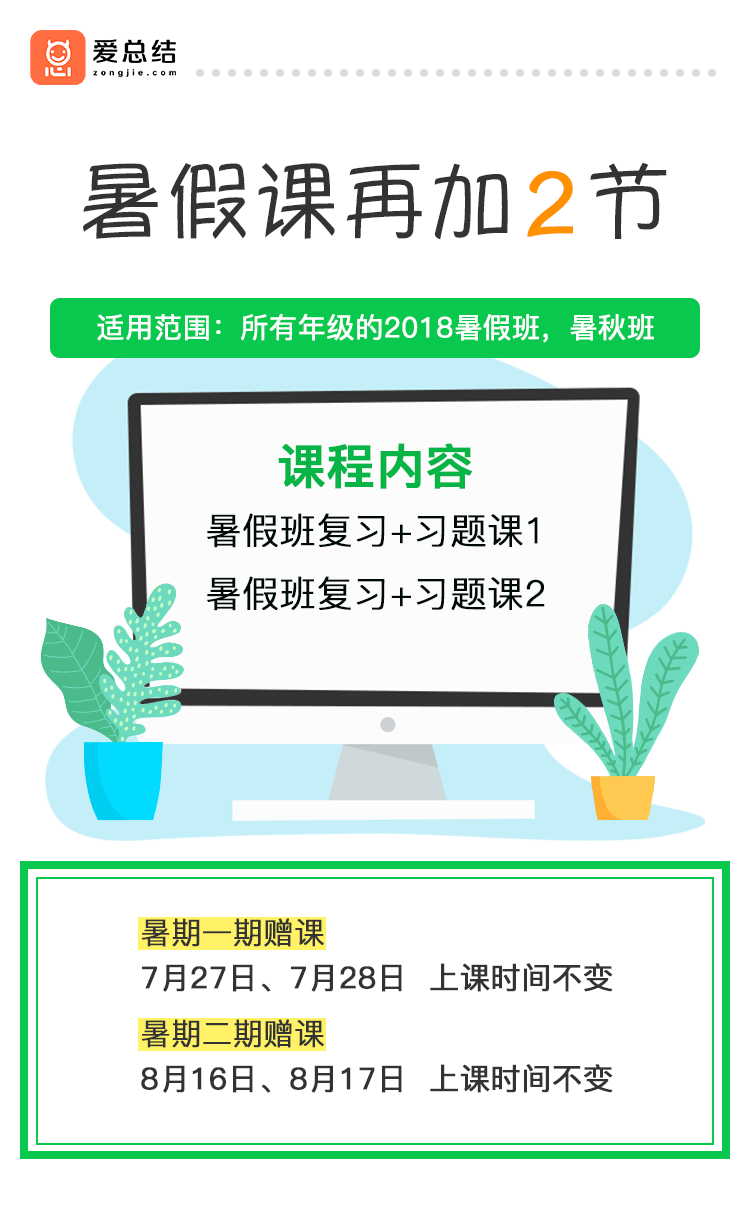 爱总结
zongjie.com
暑假课再加2节
适用范围：所有年级的2018暑假班，暑秋班
课程内容
暑假班复习+习题课1
暑假班复习+习题课2
暑期一期赠课
7月27日、7月28日 上课时间不变
暑期二期赠课
8月16日、8月17日 上课时间不变